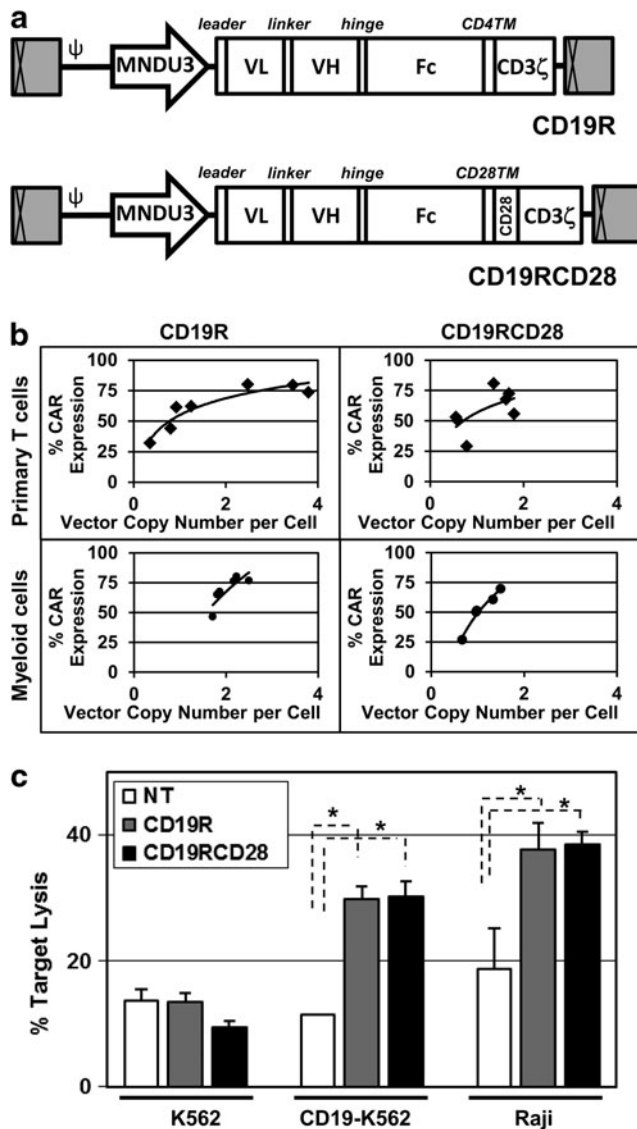 a
leader linker hinge CD4TM
ψ
MNDU3 VL VH Fc CD3ζ
CD19R
leader linker hinge CD28TM
ψ
MNDU3 VL VH Fc CD28 CD3ζ
CD19RCD28
b
CD19R CD19RCD28
Primary T cells
% CAR
Expression
100
75
50
25
0
0 2 4
Vector Copy Number per Cell
% CAR
Expression
100
75
50
25
0
0 2 4
Vector Copy Number per Cell
Myeloid cells
% CAR
Expression
100
75
50
25
0
0 2 4
Vector Copy Number per Cell
% CAR
Expression
100
75
50
25
0
0 2 4
Vector Copy Number per Cell
c
NT
CD19R
CD19RCD28
* *
* *
% Target Lysis
40
20
0
K562 CD19-K562 Raji